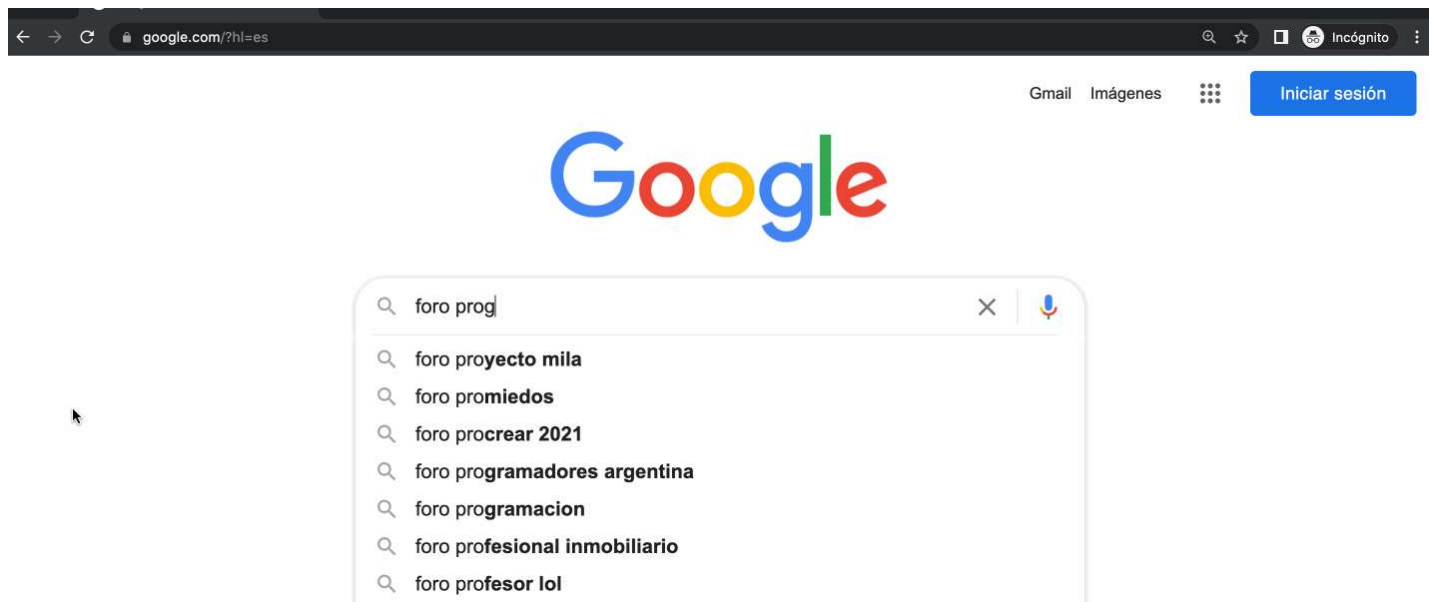 google.com/?hl=es
Incógnito
Gmail Imágenes Iniciar sesión
Google
foro prog
foro proyecto mila
foro promiedos
foro procrear 2021
foro programadores argentina
foro programacion
foro profesional inmobiliario
foro profesor lol